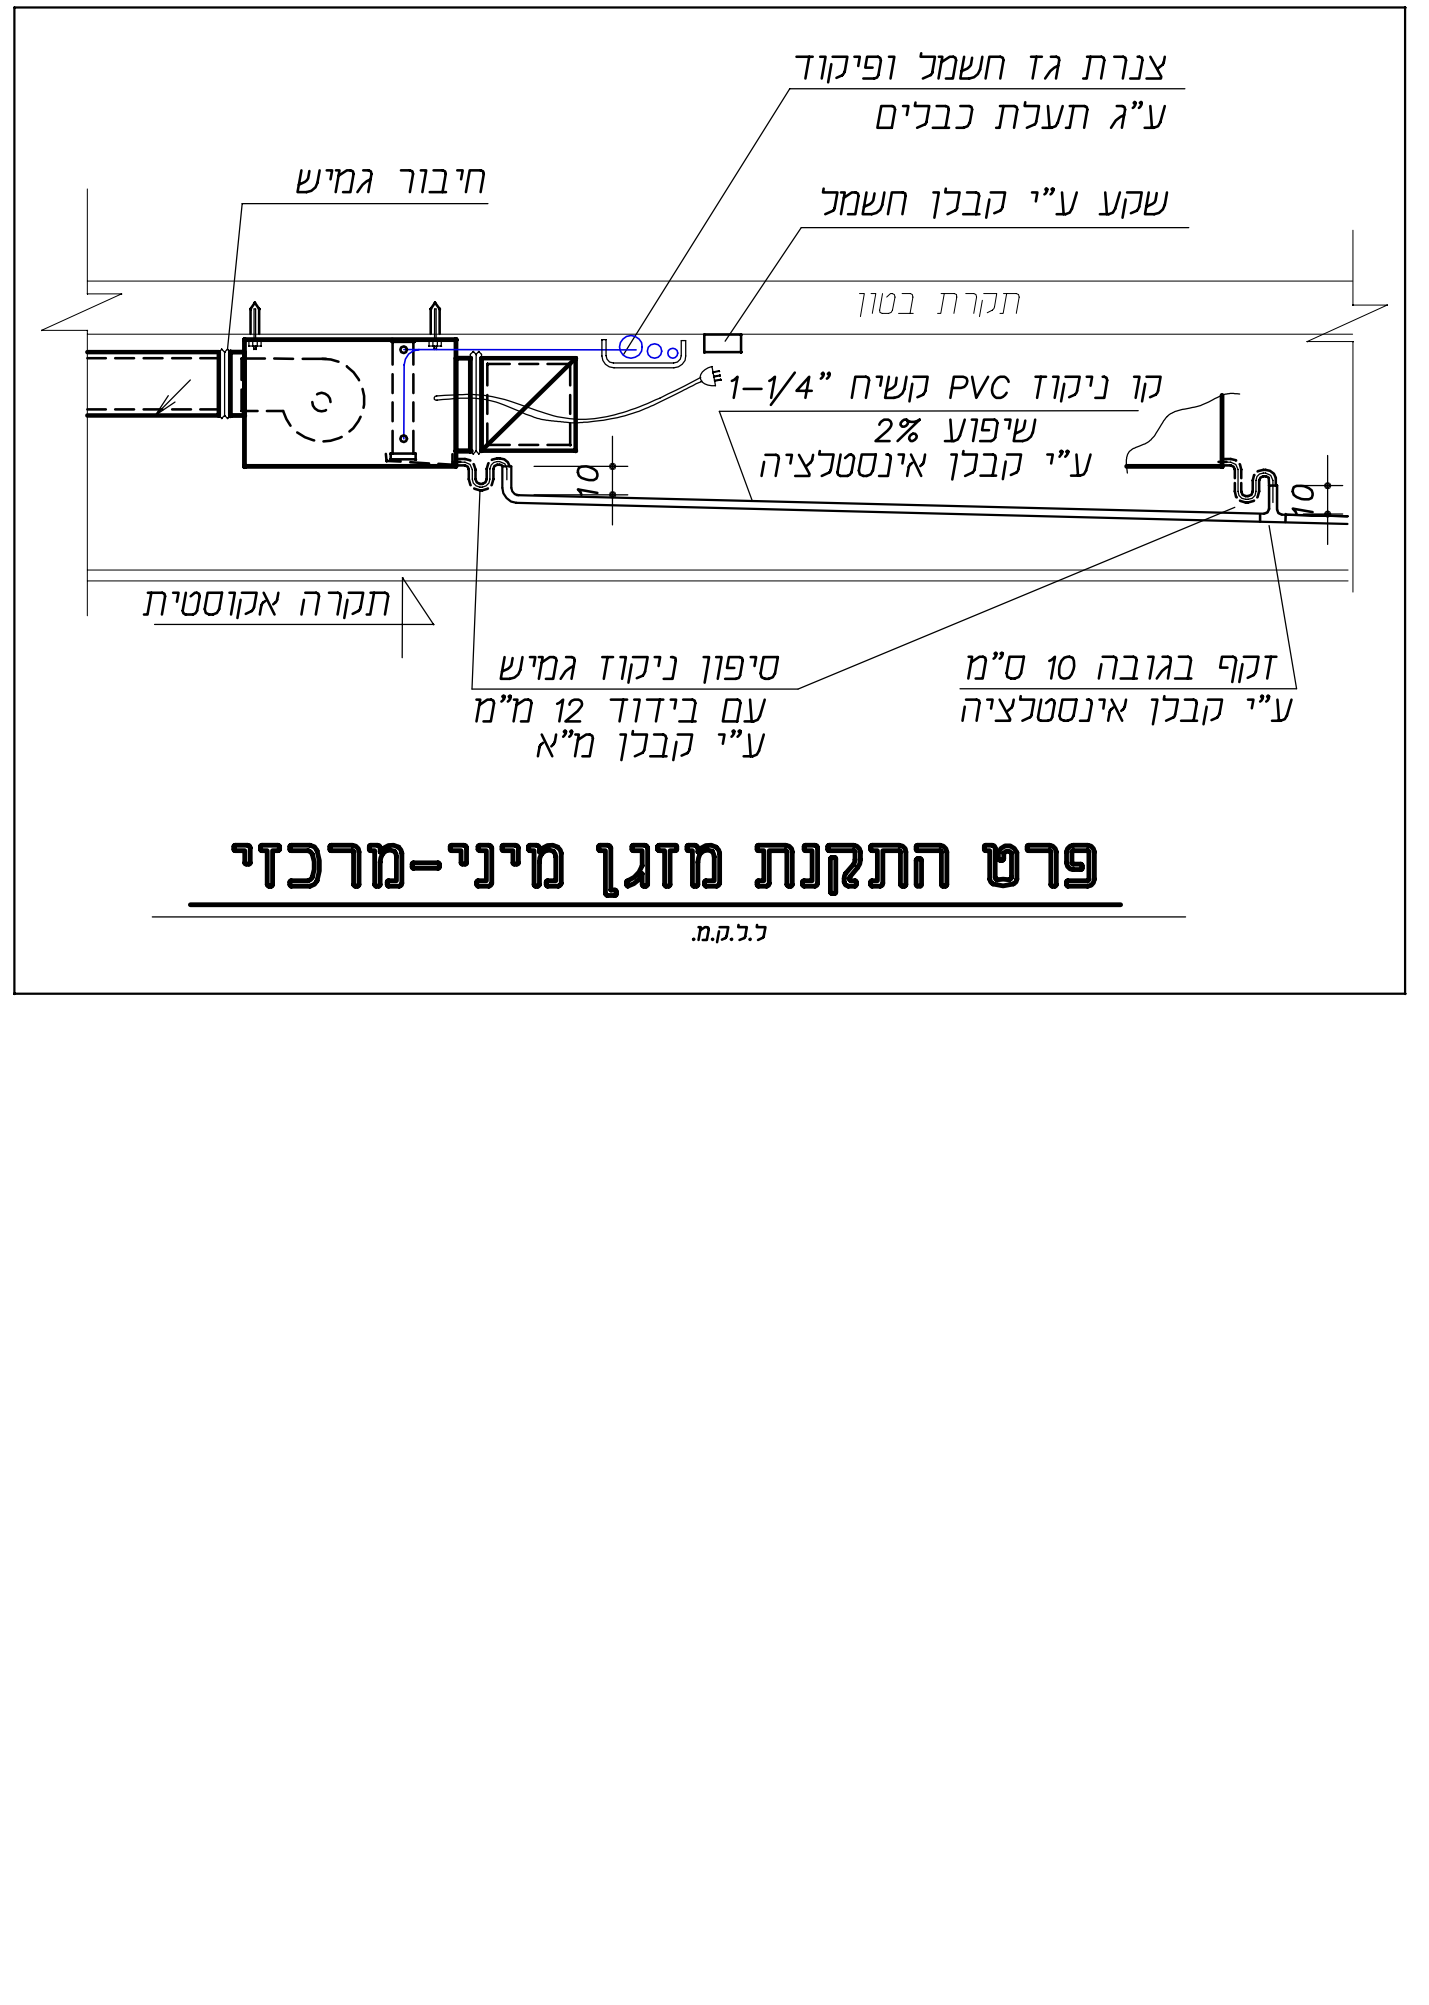 צנרת גז חשמל ופיקוד
ע"ג תעלת כבלים
חיבור גמיש
שקע ע"י קבלן חשמל
תקרת בטון
קו ניקוז PVC קשיח "1-1/4
שיפוע 2%
ע"י קבלן אינסטלציה
10
10
תקרה אקוסטית
סיפון ניקוז גמיש
עם בידוד 12 מ"מ
ע"י קבלן מ"א
זקף בגובה 10 ס"מ
ע"י קבלן אינסטלציה
פרט התקנת מזגן מיני-מרכזי
ל.ל.ק.מ.